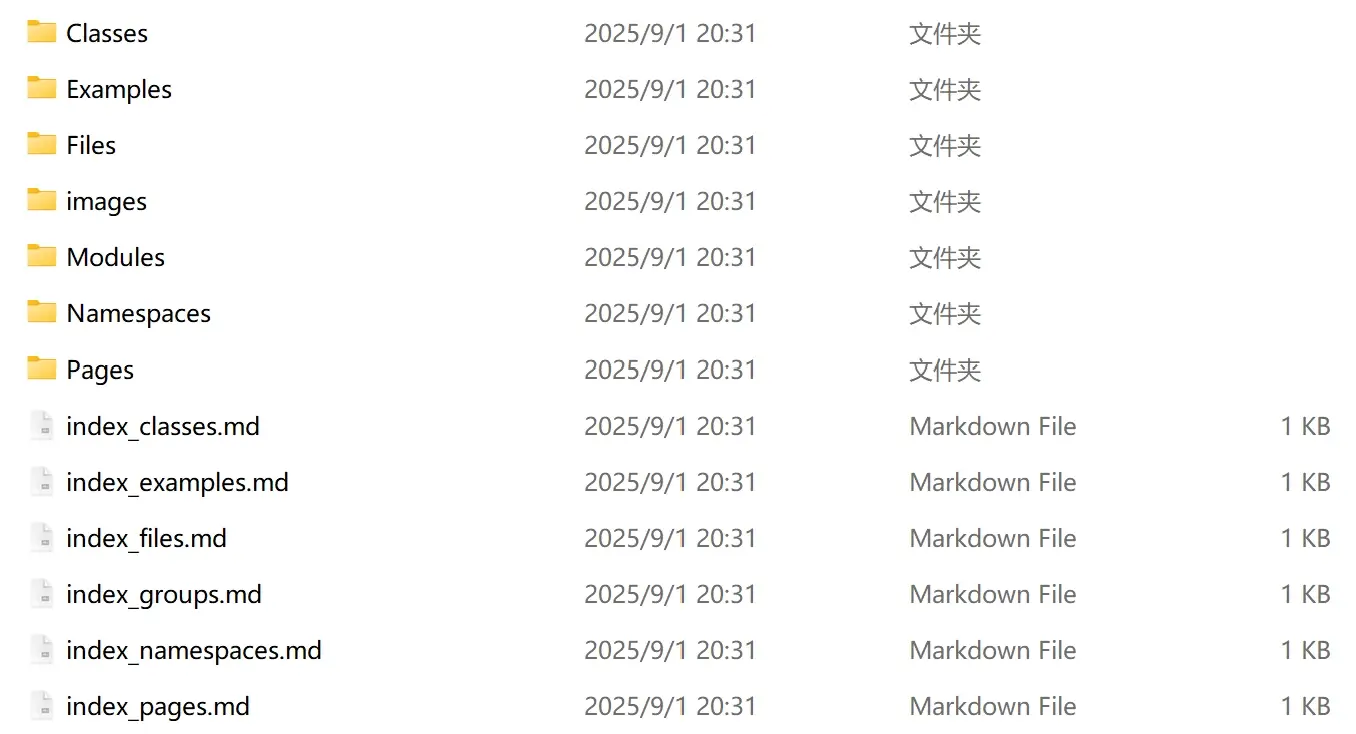 Classes 2025/9/1 20:31 文件夹
Examples 2025/9/1 20:31 文件夹
Files 2025/9/1 20:31 文件夹
images 2025/9/1 20:31 文件夹
Modules 2025/9/1 20:31 文件夹
Namespaces 2025/9/1 20:31 文件夹
Pages 2025/9/1 20:31 文件夹
index_classes.md 2025/9/1 20:31 Markdown File 1 KB
index_examples.md 2025/9/1 20:31 Markdown File 1 KB
index_files.md 2025/9/1 20:31 Markdown File 1 KB
index_groups.md 2025/9/1 20:31 Markdown File 1 KB
index_namespaces.md 2025/9/1 20:31 Markdown File 1 KB
index_pages.md 2025/9/1 20:31 Markdown File 1 KB